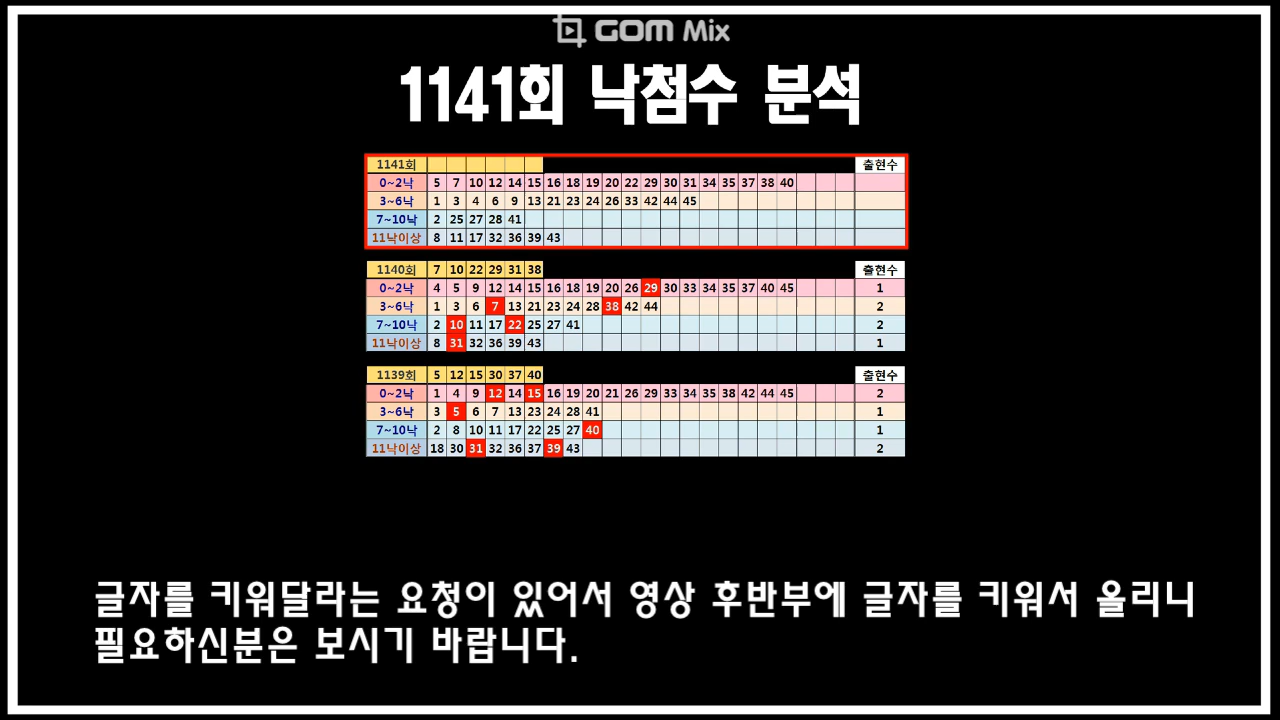 GOM Mix
1141회 낙첨수 분석
1141회 출현수
0~2낙 5 7 10 12 14 15 16 18 19 20 22 29 30 31 34 35 37 38 40
3~6낙 1 3 4 6 9 13 21 23 24 26 33 42 44 45
7~10낙 2 25 27 28 41
11낙이상 8 11 17 32 36 39 43
1140회 7 10 22 29 31 38 출현수
0~2낙 4 5 9 12 14 15 16 18 19 20 26 29 30 33 34 35 37 40 45 1
3~6낙 1 3 6 7 13 21 23 24 28 38 42 44 2
7~10낙 2 10 11 17 22 25 27 41 2
11낙이상 8 31 32 36 39 43 1
1139회 5 12 15 30 37 40 출현수
0~2낙 1 4 9 12 14 15 16 19 20 21 26 29 33 34 35 38 42 44 45 2
3~6낙 3 5 6 7 13 23 24 28 41 1
7~10낙 2 8 10 11 17 22 25 27 40 1
11낙이상 18 30 31 32 36 37 39 43 2
글자를 키워달라는 요청이 있어서 영상 후반부에 글자를 키워서 올리니
필요하신분은 보시기 바랍니다.